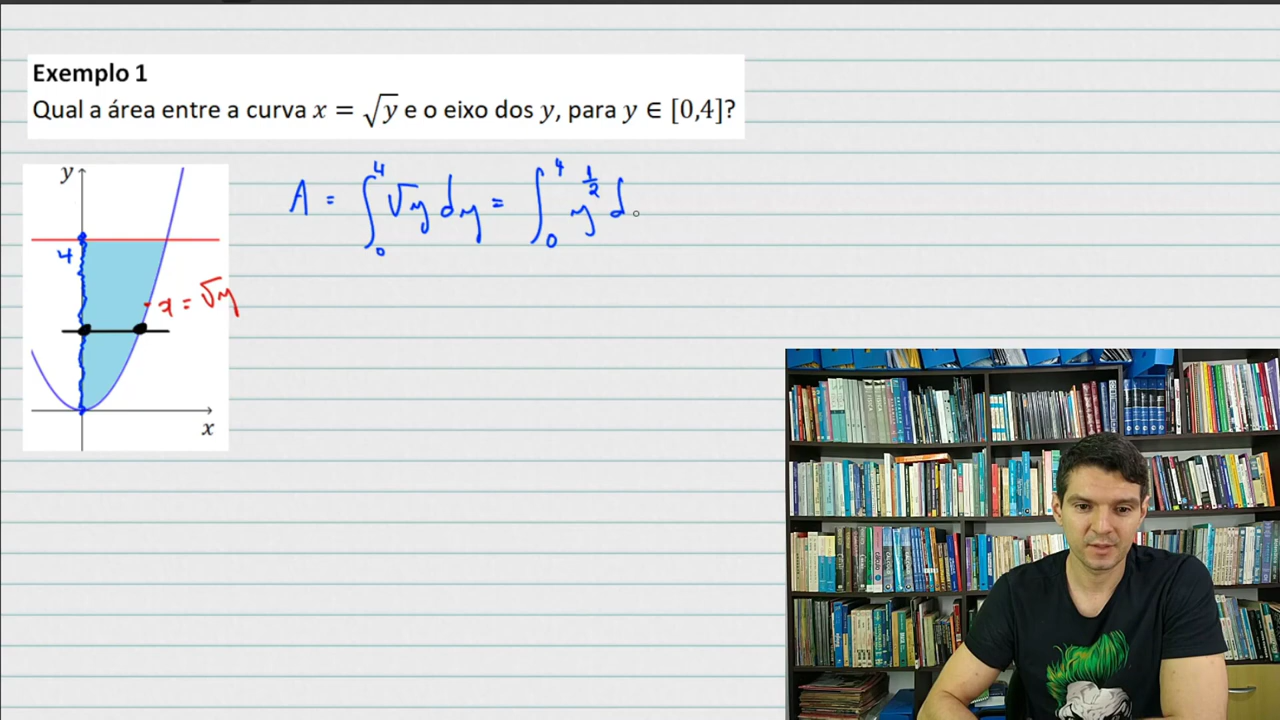 Exemplo 1
Qual a área entre a curva x = √y e o eixo dos y, para y ∈ [0,4]?
A = ∫₀⁴ √y dy = ∫₀⁴ y^½ d
y
4
x = √y
x